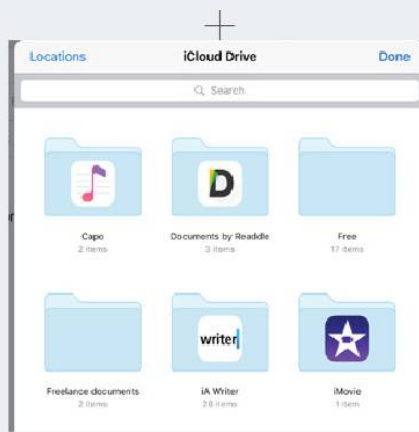 Locations iCloud Drive Done
Search
D
Capo Documents by Readdle Free
2 items 3 items 17 items
writer
Freelance documents iA Writer iMovie
2 items 28 items 1 item